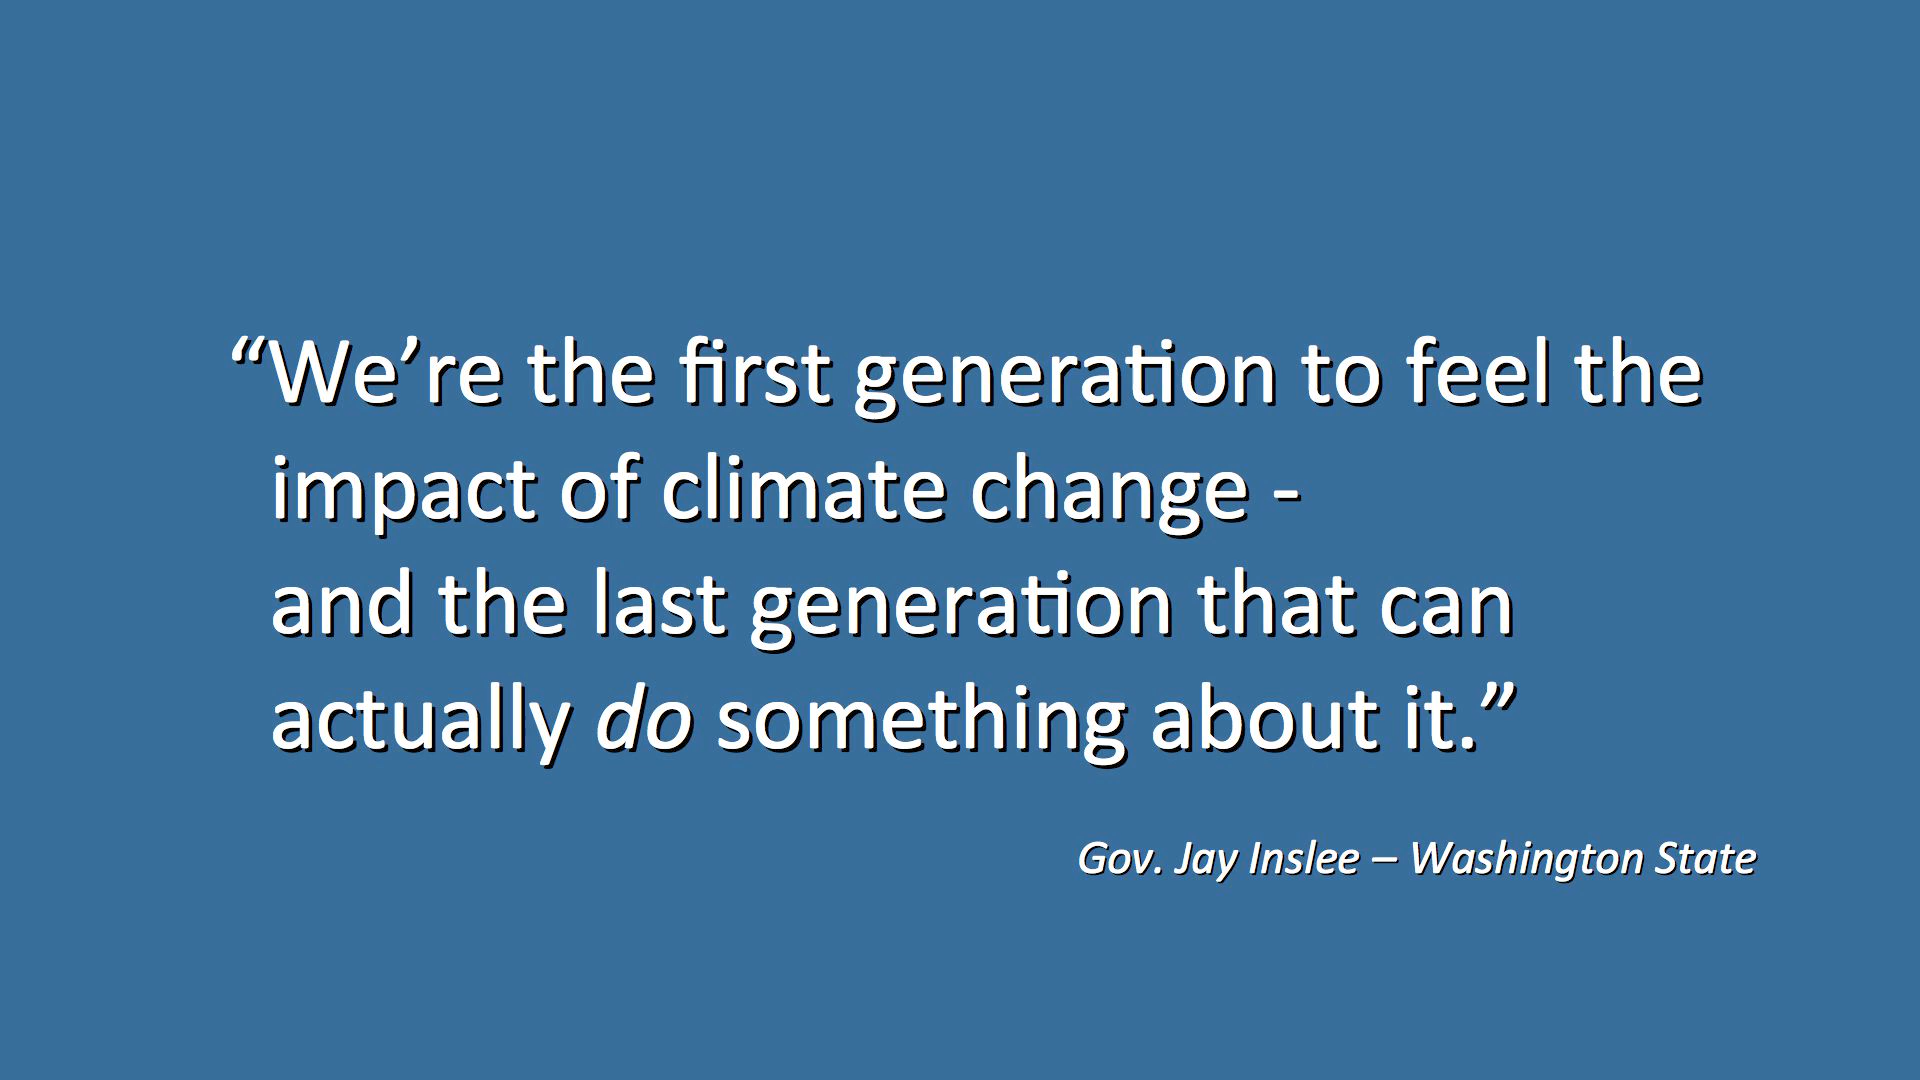 “We’re the first generation to feel the
impact of climate change -
and the last generation that can
actually do something about it.”
Gov. Jay Inslee – Washington State